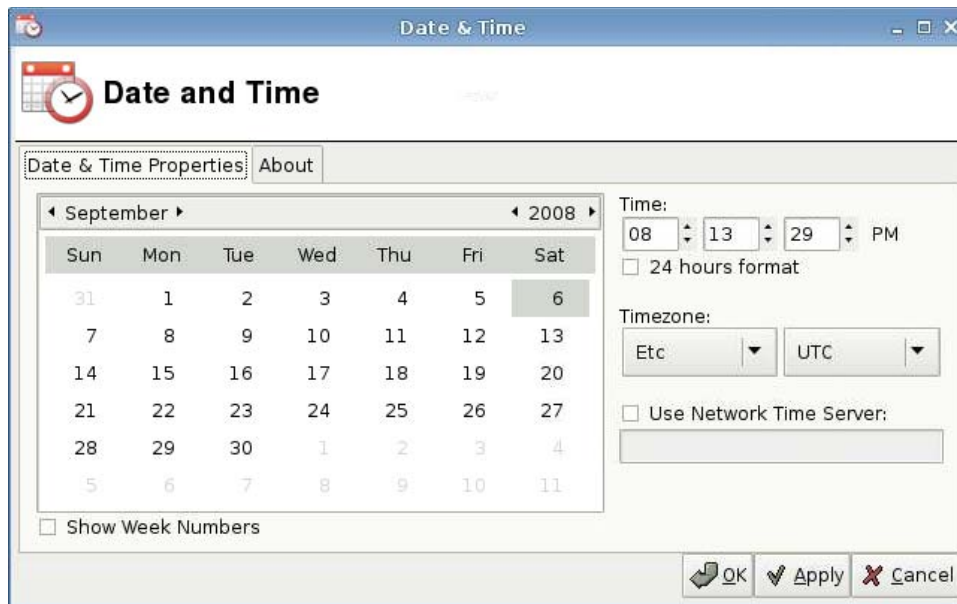 Date & Time
Date and Time
Date & Time Properties About
September 2008
Sun Mon Tue Wed Thu Fri Sat
31 1 2 3 4 5 6
7 8 9 10 11 12 13
14 15 16 17 18 19 20
21 22 23 24 25 26 27
28 29 30 1 2 3 4
5 6 7 8 9 10 11
Show Week Numbers
Time:
08 13 29 PM
24 hours format
Timezone:
Etc UTC
Use Network Time Server:
OK Apply Cancel